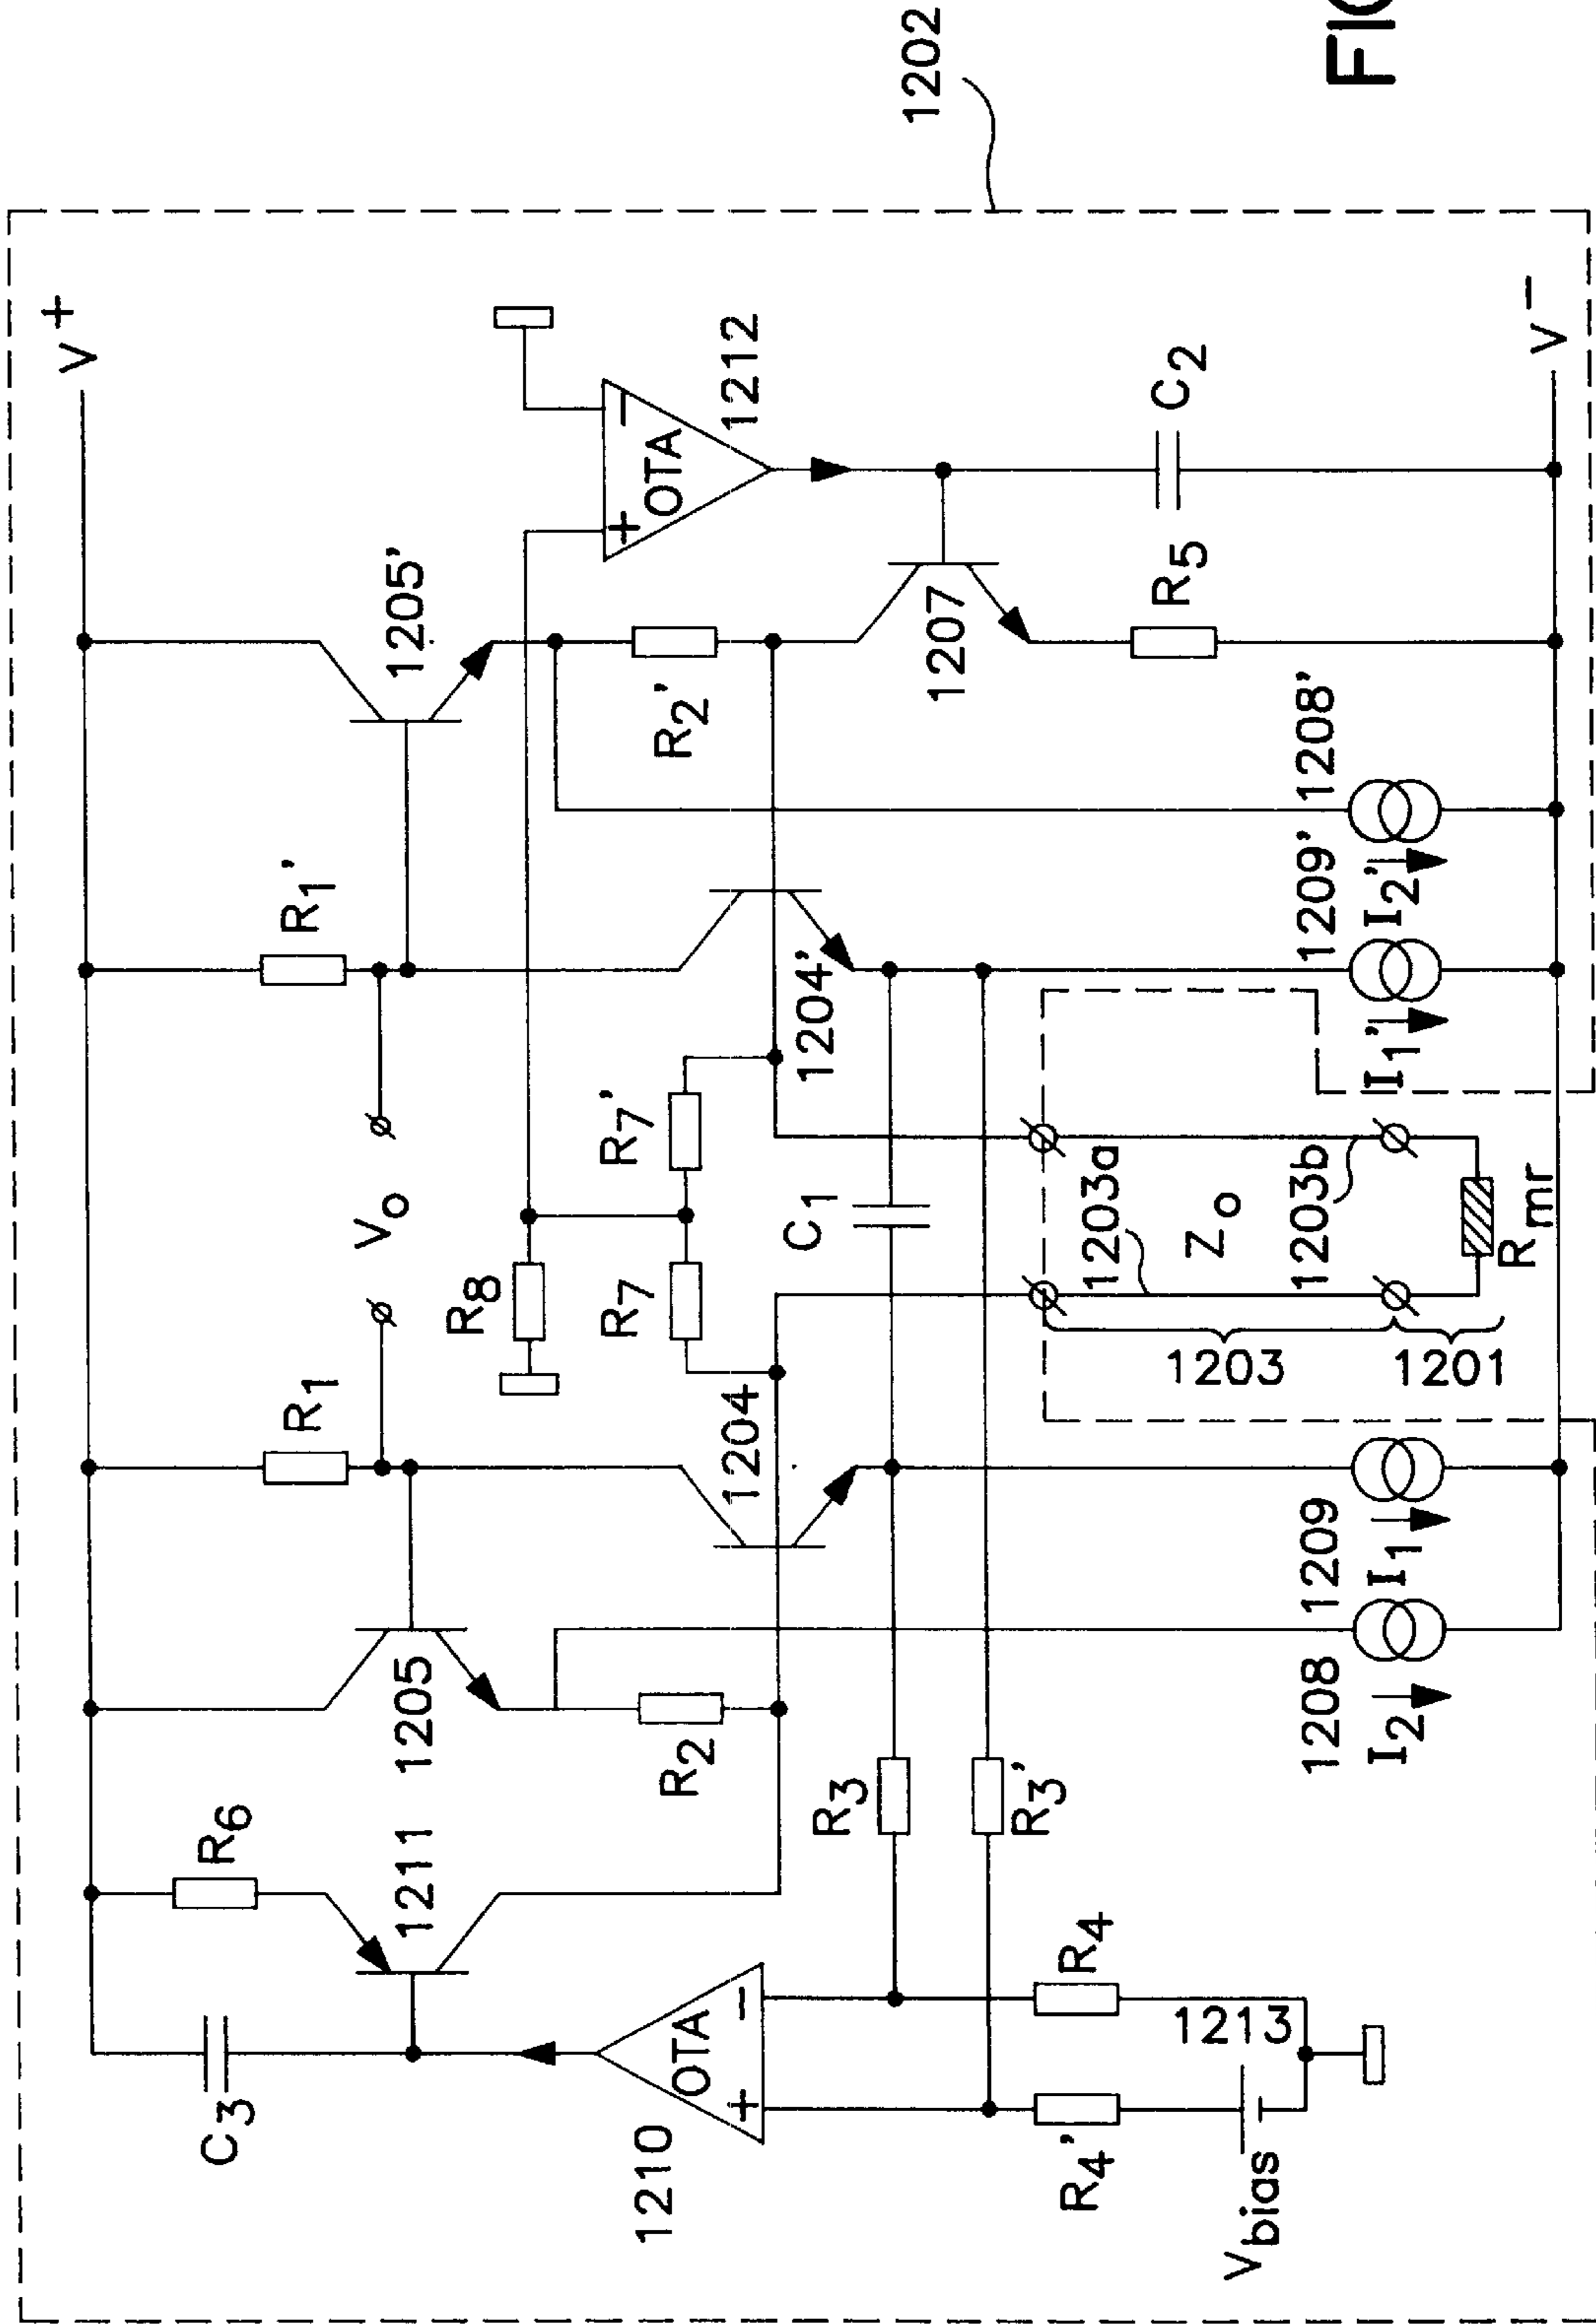 V+
R6
C3
1211
1205
R1
Vo
R1'
1205'
R8
R2
R7
R7'
R2'
OTA
+
−
1212
1210
OTA
+
−
1204
1204'
1207
R3
R3'
C1
R5
C2
R4'
R4
Vbias
1213
1203a
Zo
1203b
1203
1201
Rmr
1208
I2
1209
I1
1209'
I1'
1208'
I2'
V−
1202